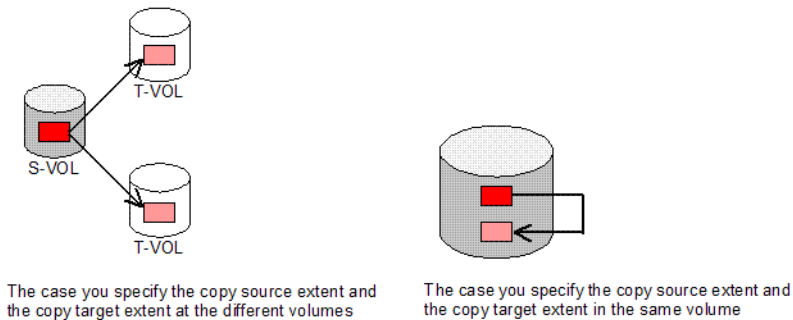 T-VOL
S-VOL
T-VOL
The case you specify the copy source extent and
the copy target extent at the different volumes
The case you specify the copy source extent and
the copy target extent in the same volume